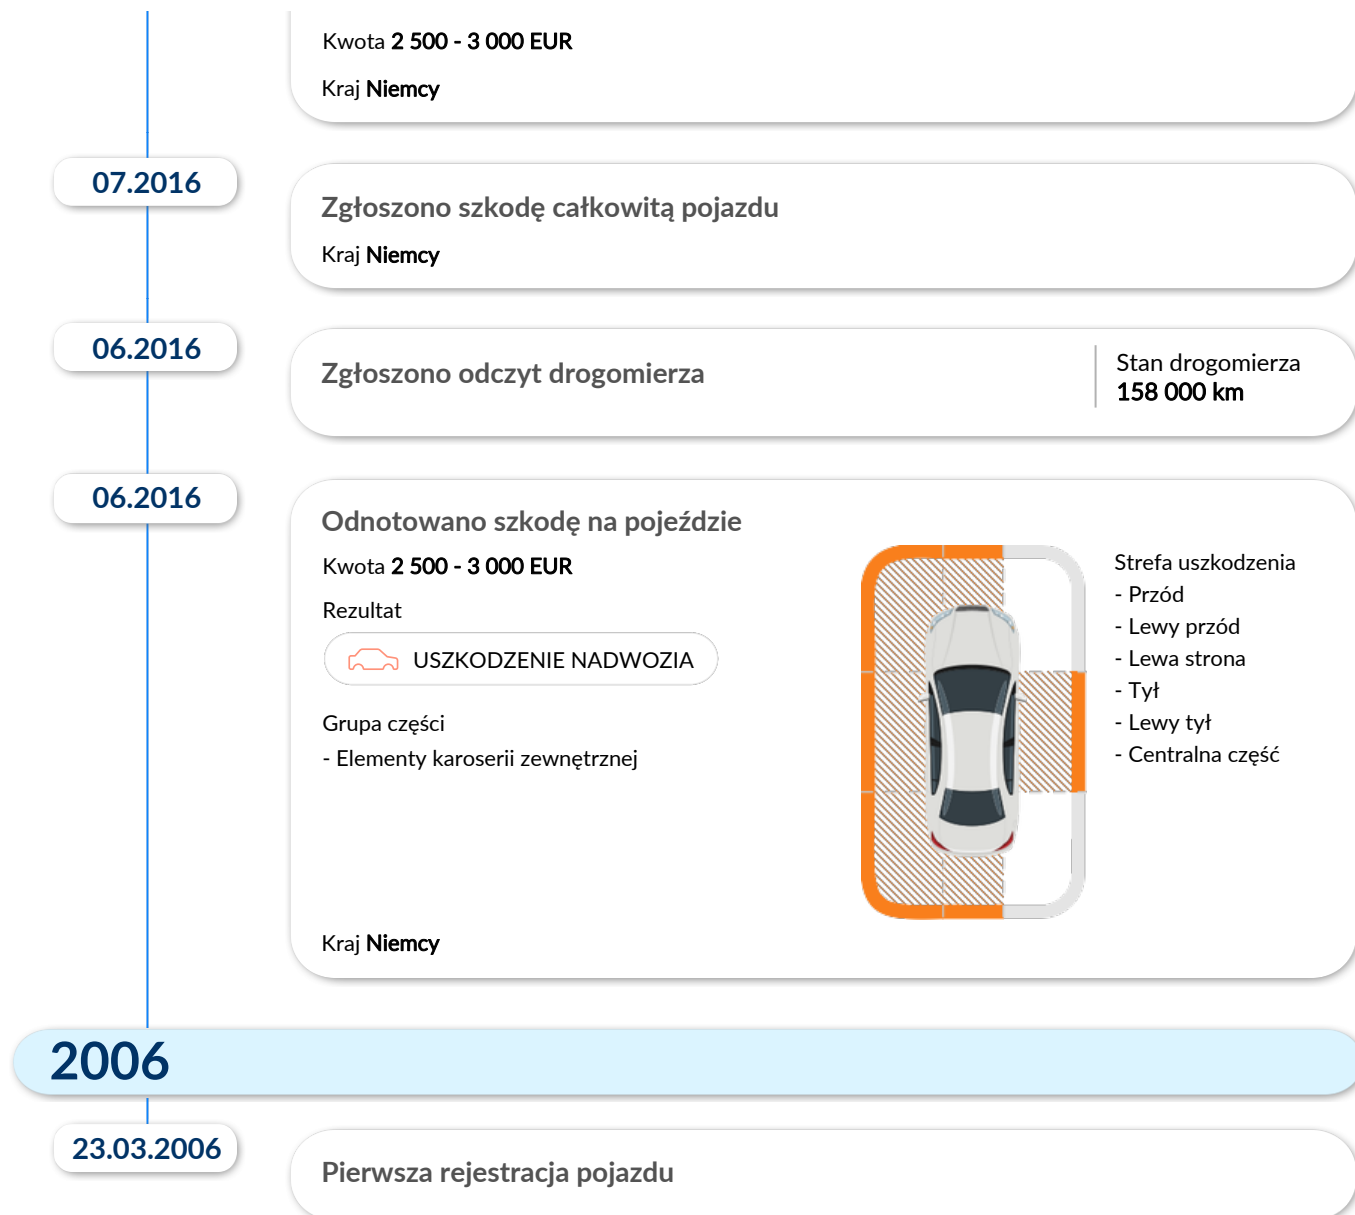 Kwota 2 500 - 3 000 EUR
Kraj Niemcy
07.2016
Zgłoszono szkodę całkowitą pojazdu
Kraj Niemcy
06.2016
Zgłoszono odczyt drogomierza
Stan drogomierza
158 000 km
06.2016
Odnotowano szkodę na pojeździe
Kwota 2 500 - 3 000 EUR
Rezultat
USZKODZENIE NADWOZIA
Grupa części
- Elementy karoserii zewnętrznej
Strefa uszkodzenia
- Przód
- Lewy przód
- Lewa strona
- Tył
- Lewy tył
- Centralna część
Kraj Niemcy
2006
23.03.2006
Pierwsza rejestracja pojazdu